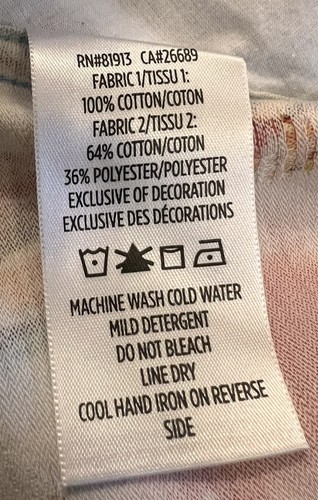 RN#81913 CA#26689
FABRIC 1/TISSU 1:
100% COTTON/COTON
FABRIC 2/TISSU 2:
64% COTTON/COTON
36% POLYESTER/POLYESTER
EXCLUSIVE OF DECORATION
EXCLUSIVE DES DÉCORATIONS
MACHINE WASH COLD WATER
MILD DETERGENT
DO NOT BLEACH
LINE DRY
COOL HAND IRON ON REVERSE
SIDE